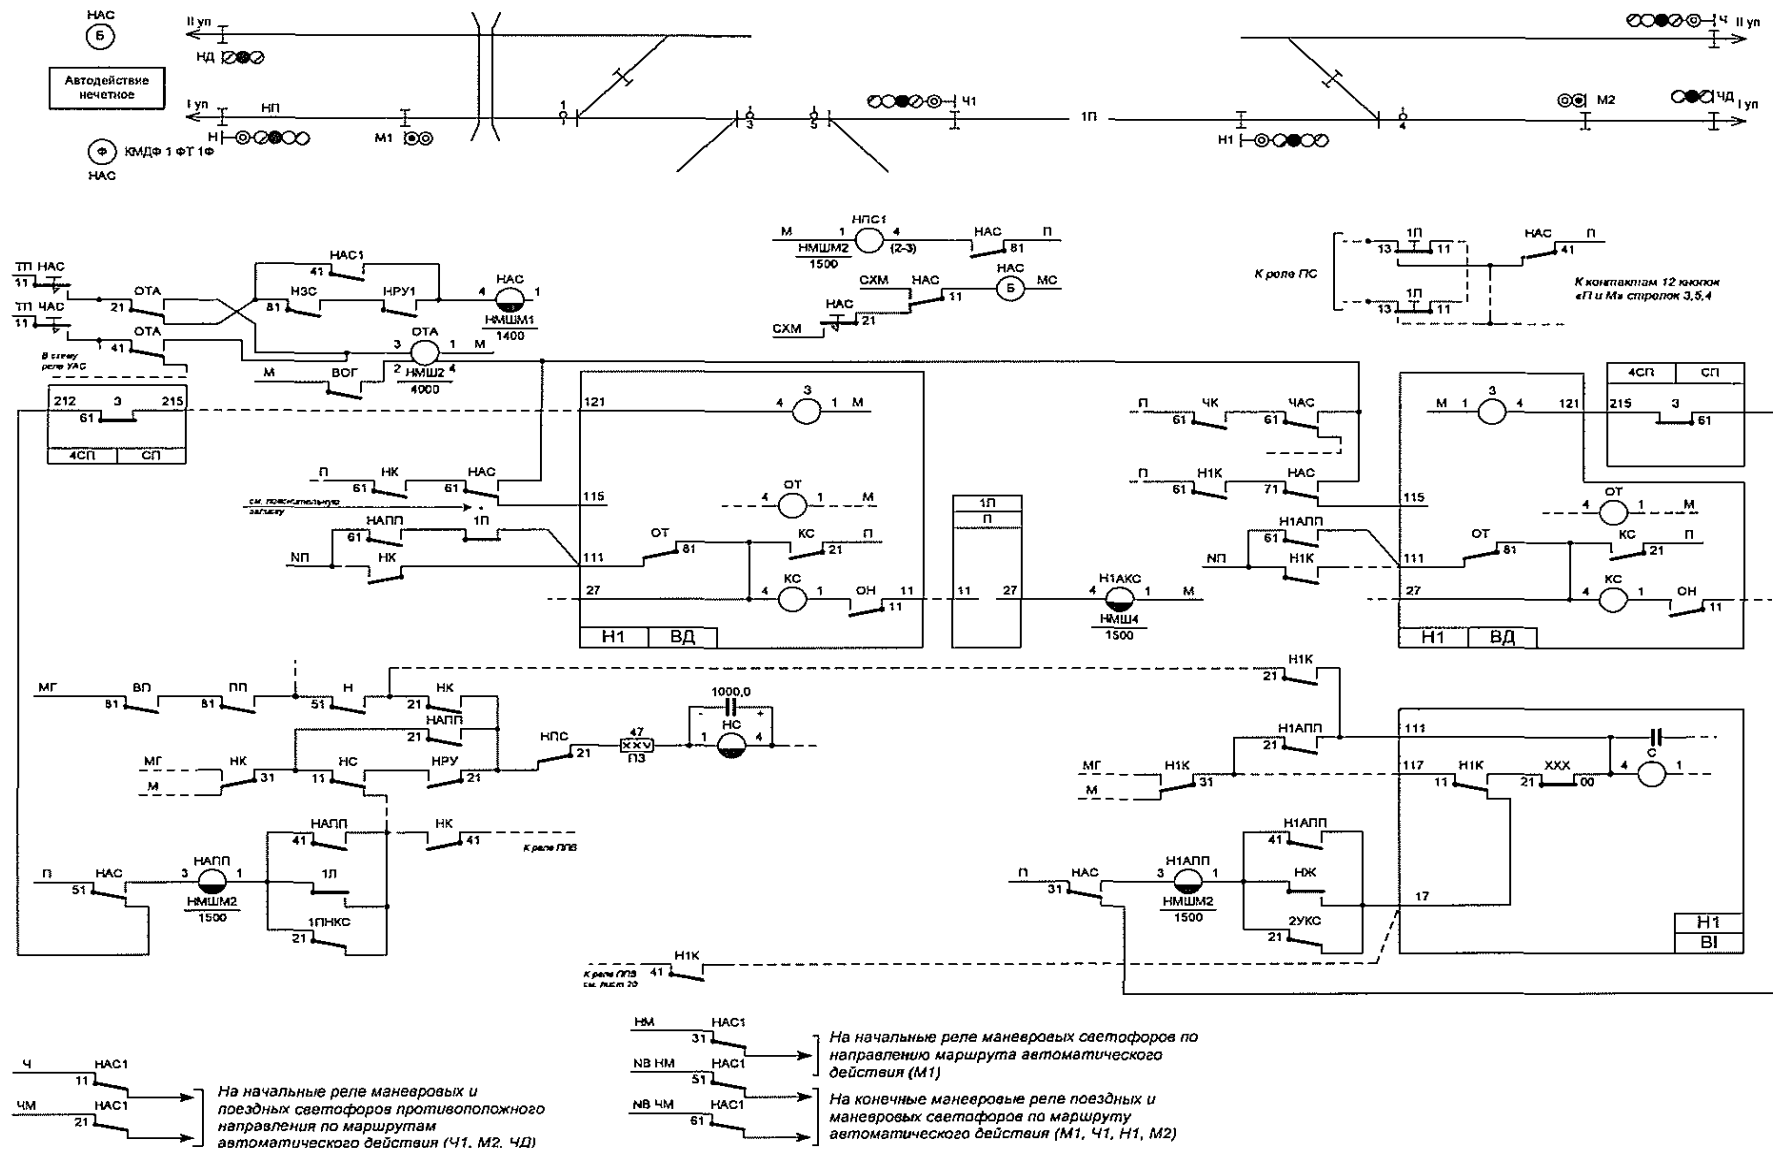 НАС
Б
Автодействие
нечеткое
Ф КМДФ 1 ФТ 1Ф
НАС
II уп
НД
I уп
НП
Н
М1
1
3
5
Ч1
1П
Н1
4
М2
ЧД
I уп
Ч
II уп
М 1 НПС1 4 НАС П
НМШМ2 (2-3) 81
1500
СХМ НАС НАС МС
11 Б
НАС
21
СХМ
К реле ПС
13 1П 11
13 1П 11
НАС П
41
К контактам 12 кнопок
«П и М» стрелок 3,5,4
ТП НАС
11
ТП ЧАС
11
ОТА
21
ОТА
41
В схему
реле УАС
НАС1
41
НЗС
81
НРУ1
4 НАС 1
НМШМ1
1400
ОТА
3 1 М
2 НМШ2 4
4000
М ВОГ
212 З 215
61
4СП СП
121 4 З 1 М
П НК НАС
61 61 115
см. пояснительную
записку
НАПП 1П
61
NП НК 111
4 ОТ 1 М
ОТ 81 КС 21 П
27 4 КС 1 ОН 11 11
Н1 ВД
1П
П
11 27
4 Н1АКС 1 М
НМШ4
1500
П ЧК ЧАС
61 61
П Н1К НАС
61 71 115
Н1АПП
61
NП Н1К 111
М 1 З 4 121 215 З
61
4СП СП
4 ОТ 1 М
ОТ 81 КС 21 П
27 4 КС 1 ОН 11
Н1 ВД
МГ ВП ПП Н НК
81 81 51 21
НАПП
21
МГ НК НС НРУ
М 31 11 21
НПС
21
47
XXV
ПЗ
1000,0
- +
1 НС 4
Н1К
21
Н1АПП
21
МГ Н1К
М 31
111
117 Н1К XXX
11 21 00
С
4 1
17
Н1
ВI
НАПП НК
41 41
К реле ППВ
П НАС
51
НАПП
3 1
НМШМ2
1500
1Л
1ПНКС
21
П НАС
31
Н1АПП
3 1
НМШМ2
1500
Н1АПП
41
НЖ
2УКС
21
К реле ППВ
см. лист 20
Н1К
41
Ч НАС1
11
ЧМ НАС1
21
На начальные реле маневровых и
поездных светофоров противоположного
направления по маршрутам
автоматического действия (Ч1, М2, ЧД)
НМ НАС1
31
NВ НМ НАС1
51
NВ ЧМ НАС1
61
На начальные реле маневровых светофоров по
направлению маршрута автоматического
действия (М1)
На конечные маневровые реле поездных и
маневровых светофоров по маршруту
автоматического действия (М1, Ч1, Н1, М2)